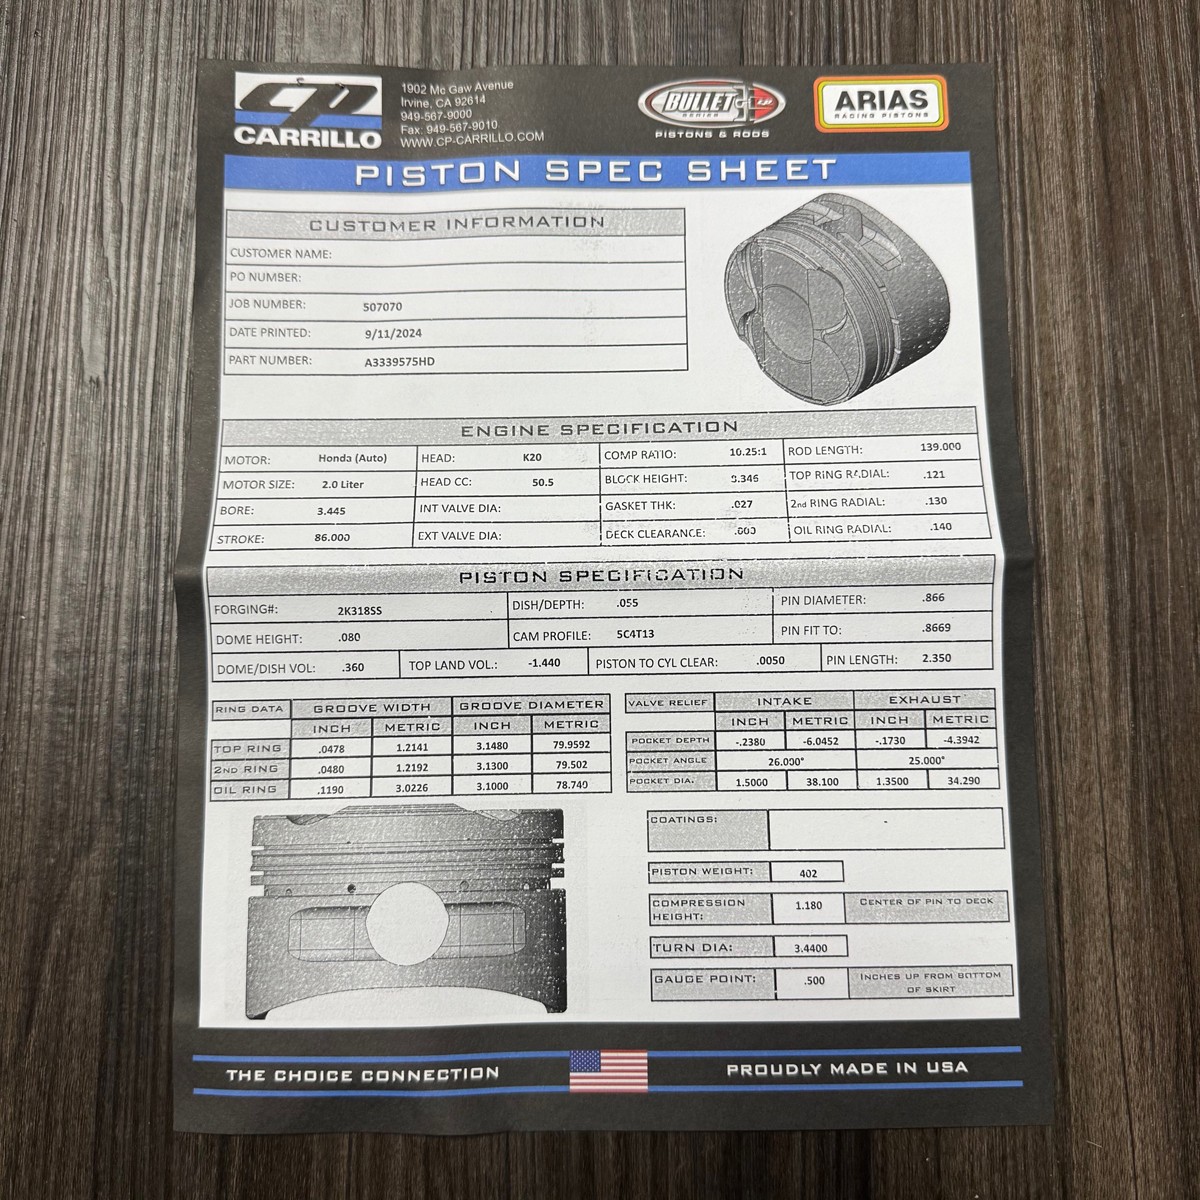 CP
CARRILLO
1902 Mc Gaw Avenue
Irvine, CA 92614
949-567-9000
Fax: 949-567-9010
WWW.CP-CARRILLO.COM
BULLET
SERIES
PISTONS & RODS
ARIAS
RACING PISTONS
PISTON SPEC SHEET
CUSTOMER INFORMATION
CUSTOMER NAME:
PO NUMBER:
JOB NUMBER: 507070
DATE PRINTED: 9/11/2024
PART NUMBER: A3339575HD
ENGINE SPECIFICATION
MOTOR: Honda (Auto) HEAD: K20 COMP RATIO: 10.25:1 ROD LENGTH: 139.000
MOTOR SIZE: 2.0 Liter HEAD CC: 50.5 BLOCK HEIGHT: 8.346 TOP RING RADIAL: .121
BORE: 3.445 INT VALVE DIA: GASKET THK: .027 2nd RING RADIAL: .130
STROKE: 86.000 EXT VALVE DIA: DECK CLEARANCE: .000 OIL RING RADIAL: .140
PISTON SPECIFICATION
FORGING#: 2K318SS DISH/DEPTH: .055 PIN DIAMETER: .866
DOME HEIGHT: .080 CAM PROFILE: 5C4T13 PIN FIT TO: .8669
DOME/DISH VOL: .360 TOP LAND VOL.: -1.440 PISTON TO CYL CLEAR: .0050 PIN LENGTH: 2.350
RING DATA GROOVE WIDTH GROOVE DIAMETER
INCH METRIC INCH METRIC
TOP RING .0478 1.2141 3.1480 79.9592
2ND RING .0480 1.2192 3.1300 79.502
OIL RING .1190 3.0226 3.1000 78.740
VALVE RELIEF INTAKE EXHAUST
INCH METRIC INCH METRIC
POCKET DEPTH -.2380 -6.0452 -.1730 -4.3942
POCKET ANGLE 26.000° 25.000°
POCKET DIA. 1.5000 38.100 1.3500 34.290
COATINGS:
PISTON WEIGHT: 402
COMPRESSION HEIGHT: 1.180 CENTER OF PIN TO DECK
TURN DIA: 3.4400
GAUGE POINT: .500 INCHES UP FROM BOTTOM
OF SKIRT
THE CHOICE CONNECTION PROUDLY MADE IN USA